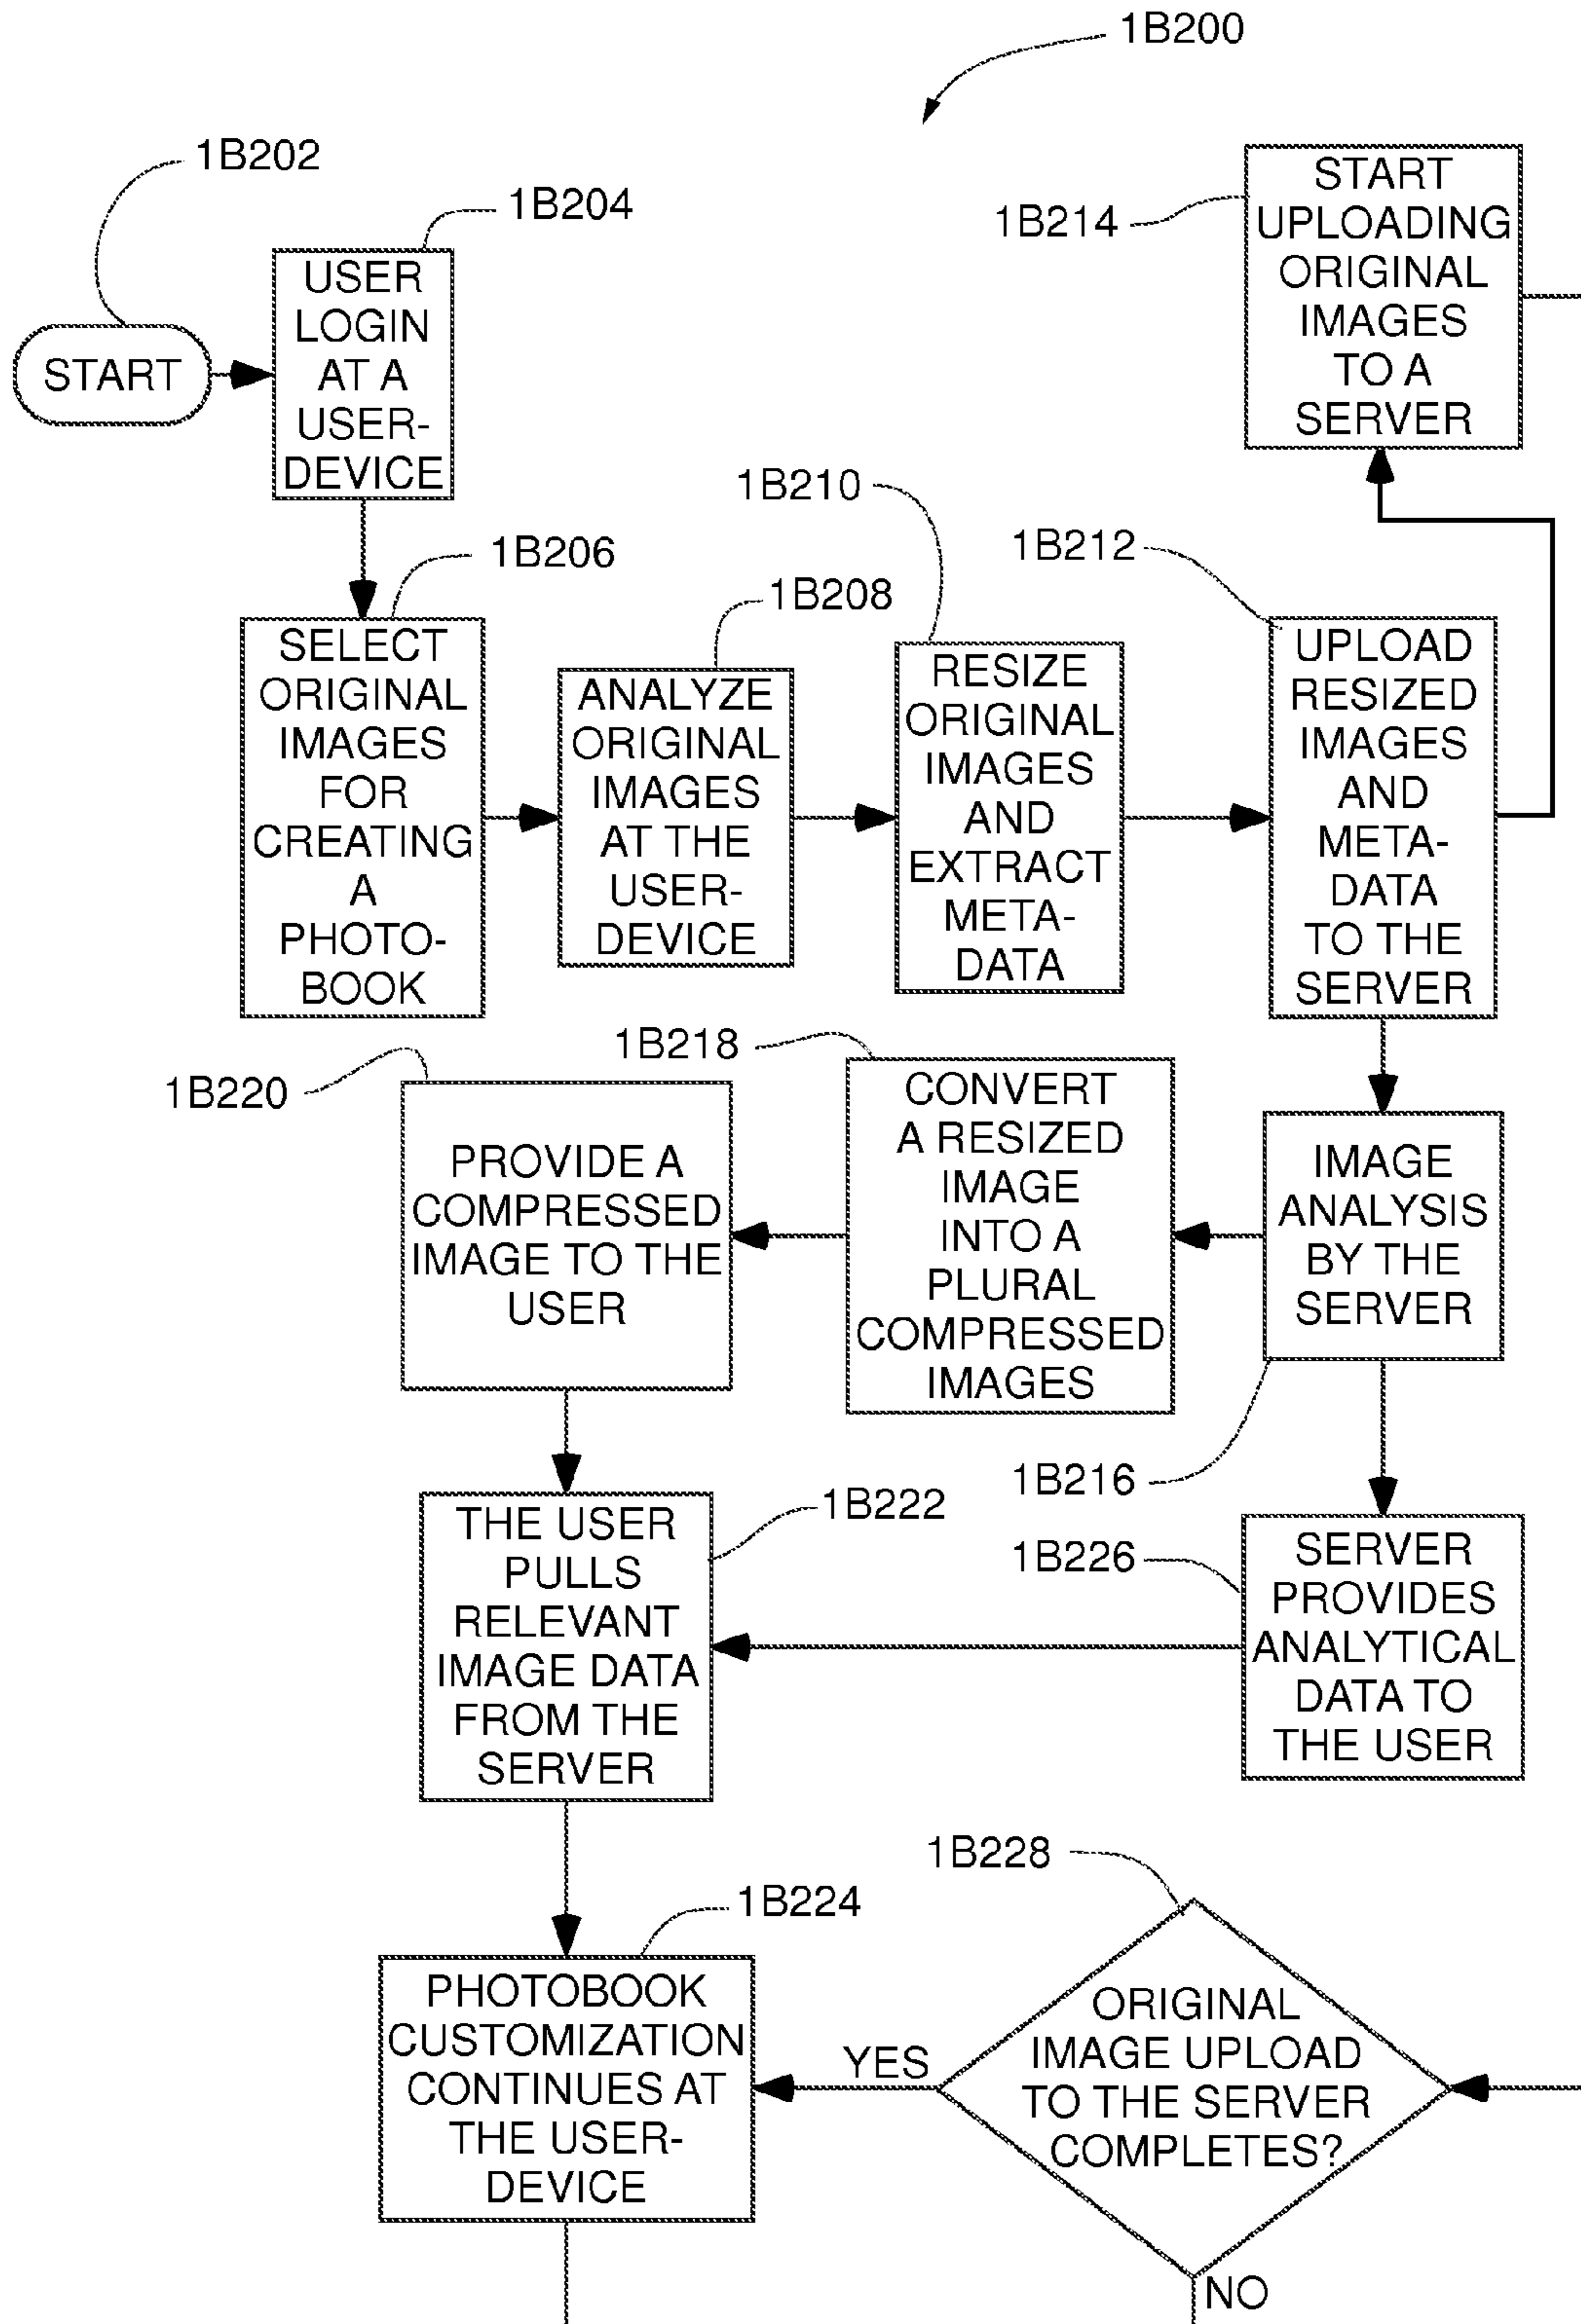 1B200
1B202
1B204
START
USER
LOGIN
AT A
USER-
DEVICE
1B214
START
UPLOADING
ORIGINAL
IMAGES
TO A
SERVER
1B206
SELECT
ORIGINAL
IMAGES
FOR
CREATING
A
PHOTO-
BOOK
1B208
ANALYZE
ORIGINAL
IMAGES
AT THE
USER-
DEVICE
1B210
RESIZE
ORIGINAL
IMAGES
AND
EXTRACT
META-
DATA
1B212
UPLOAD
RESIZED
IMAGES
AND
META-
DATA
TO THE
SERVER
1B220
PROVIDE A
COMPRESSED
IMAGE TO THE
USER
1B218
CONVERT
A RESIZED
IMAGE
INTO A
PLURAL
COMPRESSED
IMAGES
IMAGE
ANALYSIS
BY THE
SERVER
1B216
1B222
THE USER
PULLS
RELEVANT
IMAGE DATA
FROM THE
SERVER
1B226
SERVER
PROVIDES
ANALYTICAL
DATA TO
THE USER
1B224
PHOTOBOOK
CUSTOMIZATION
CONTINUES AT
THE USER-
DEVICE
1B228
YES
ORIGINAL
IMAGE UPLOAD
TO THE SERVER
COMPLETES?
NO